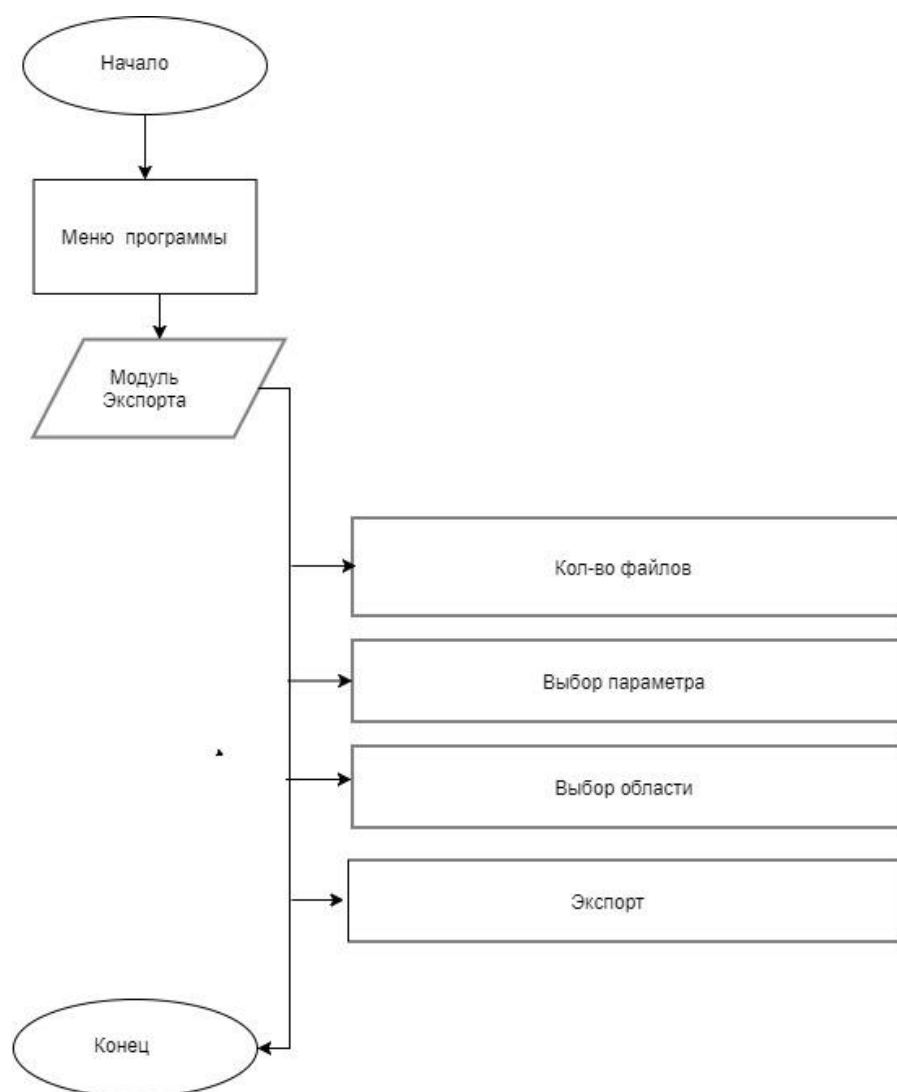 Начало
Меню программы
Модуль
Экспорта
Кол-во файлов
Выбор параметра
Выбор области
Экспорт
Конец